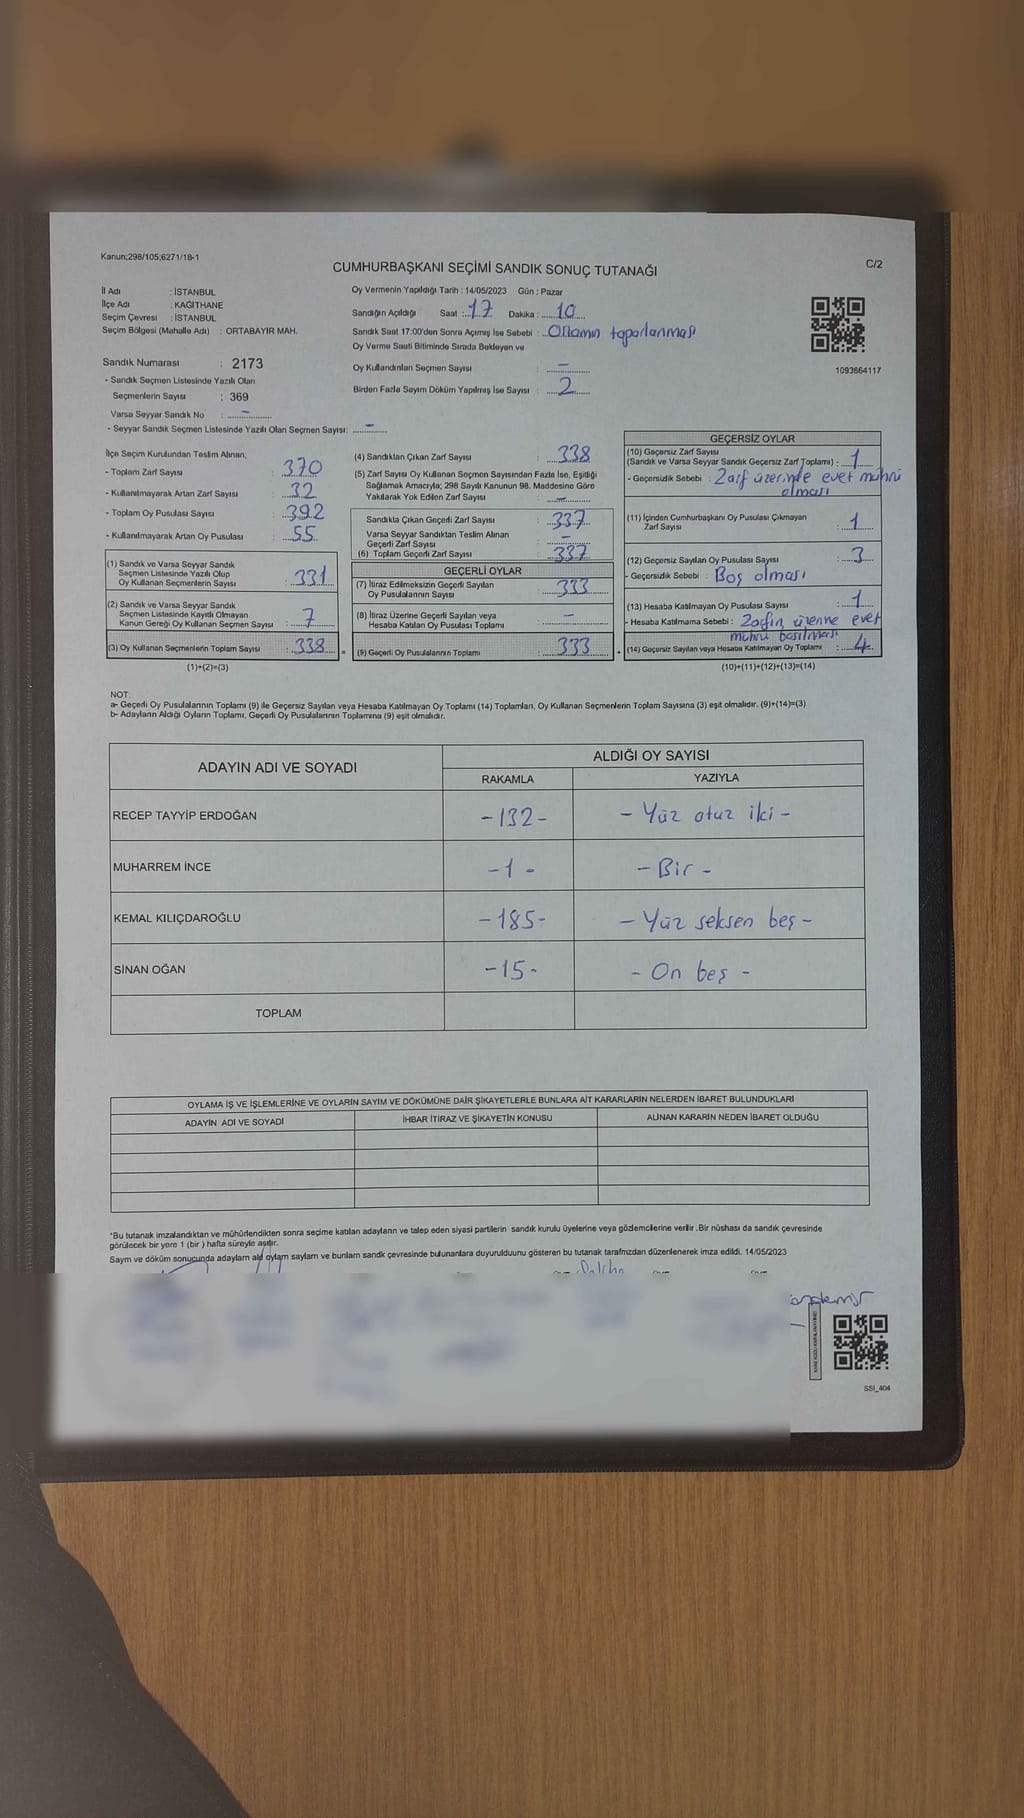 Kanun;298/105;6271/18-1
C/2
CUMHURBAŞKANI SEÇİMİ SANDIK SONUÇ TUTANAĞI
İl Adı : İSTANBUL
İlçe Adı : KAĞITHANE
Seçim Çevresi : İSTANBUL
Seçim Bölgesi (Mahalle Adı) : ORTABAYIR MAH.
Oy Vermenin Yapıldığı Tarih : 14/05/2023 Gün : Pazar
Sandığın Açıldığı Saat : 17 Dakika : 10
Sandık Saat 17:00'den Sonra Açılmış İse Sebebi : Ortamın toparlanması
Oy Verme Saati Bitiminde Sırada Bekleyen ve
Oy Kullandırılan Seçmen Sayısı : -
Birden Fazla Sayım Döküm Yapılmış İse Sayısı : 2
1093664117
Sandık Numarası : 2173
- Sandık Seçmen Listesinde Yazılı Olan
Seçmenlerin Sayısı : 369
Varsa Seyyar Sandık No : -
- Seyyar Sandık Seçmen Listesinde Yazılı Olan Seçmen Sayısı: -
İlçe Seçim Kurulundan Teslim Alınan;
- Toplam Zarf Sayısı : 370
- Kullanılmayarak Artan Zarf Sayısı : 32
- Toplam Oy Pusulası Sayısı : 392
- Kullanılmayarak Artan Oy Pusulası : 55
(1) Sandık ve Varsa Seyyar Sandık
Seçmen Listesinde Yazılı Olup
Oy Kullanan Seçmenlerin Sayısı : 331
(2) Sandık ve Varsa Seyyar Sandık
Seçmen Listesinde Kayıtlı Olmayan
Kanun Gereği Oy Kullanan Seçmen Sayısı : 7
(3) Oy Kullanan Seçmenlerin Toplam Sayısı : 338
(1)+(2)=(3)
(4) Sandıktan Çıkan Zarf Sayısı : 338
(5) Zarf Sayısı Oy Kullanan Seçmen Sayısından Fazla İse, Eşitliği
Sağlamak Amacıyla; 298 Sayılı Kanunun 98. Maddesine Göre
Yakılarak Yok Edilen Zarf Sayısı : -
Sandıkta Çıkan Geçerli Zarf Sayısı : 337
Varsa Seyyar Sandıktan Teslim Alınan
Geçerli Zarf Sayısı : -
(6) Toplam Geçerli Zarf Sayısı : 337
GEÇERLİ OYLAR
(7) İtiraz Edilmeksizin Geçerli Sayılan
Oy Pusulalarının Sayısı : 333
(8) İtiraz Üzerine Geçerli Sayılan veya
Hesaba Katılan Oy Pusulası Toplamı : -
= (9) Geçerli Oy Pusulalarının Toplamı : 333 +
GEÇERSİZ OYLAR
(10) Geçersiz Zarf Sayısı
(Sandık ve Varsa Seyyar Sandık Geçersiz Zarf Toplamı) : 1
- Geçersizlik Sebebi : Zarf üzerinde evet mührü
olması
(11) İçinden Cumhurbaşkanı Oy Pusulası Çıkmayan
Zarf Sayısı : 1
(12) Geçersiz Sayılan Oy Pusulası Sayısı : 3
- Geçersizlik Sebebi : Boş olması
(13) Hesaba Katılmayan Oy Pusulası Sayısı : 1
- Hesaba Katılmama Sebebi : Zarfın üzerine evet
mührü basılması
(14) Geçersiz Sayılan veya Hesaba Katılmayan Oy Toplamı : 4
(10)+(11)+(12)+(13)=(14)
NOT:
a- Geçerli Oy Pusulalarının Toplamı (9) ile Geçersiz Sayılan veya Hesaba Katılmayan Oy Toplamı (14) Toplamları, Oy Kullanan Seçmenlerin Toplam Sayısına (3) eşit olmalıdır. (9)+(14)=(3)
b- Adayların Aldığı Oyların Toplamı, Geçerli Oy Pusulalarının Toplamına (9) eşit olmalıdır.
ADAYIN ADI VE SOYADI
ALDIĞI OY SAYISI
RAKAMLA YAZIYLA
RECEP TAYYİP ERDOĞAN -132- - Yüz otuz iki -
MUHARREM İNCE -1- - Bir -
KEMAL KILIÇDAROĞLU -185- - Yüz seksen beş -
SİNAN OĞAN -15- - On beş -
TOPLAM
OYLAMA İŞ VE İŞLEMLERİNE VE OYLARIN SAYIM VE DÖKÜMÜNE DAİR ŞİKAYETLERLE BUNLARA AİT KARARLARIN NELERDEN İBARET BULUNDUKLARI
ADAYIN ADI VE SOYADI İHBAR İTİRAZ VE ŞİKAYETİN KONUSU ALINAN KARARIN NEDEN İBARET OLDUĞU
*Bu tutanak imzalandıktan ve mühürlendikten sonra seçime katılan adayların ve talep eden siyasi partilerin sandık kurulu üyelerine veya gözlemcilerine verilir .Bir nüshası da sandık çevresinde
görülecek bir yere 1 (bir ) hafta süreyle asılır.
Sayım ve döküm sonucunda adayların aldığı oyların sayıları ve bunların sandık çevresinde bulunanlara duyurulduunu gösteren bu tutanak tarafımızdan düzenlenerek imza edildi. 14/05/2023
SSI_404